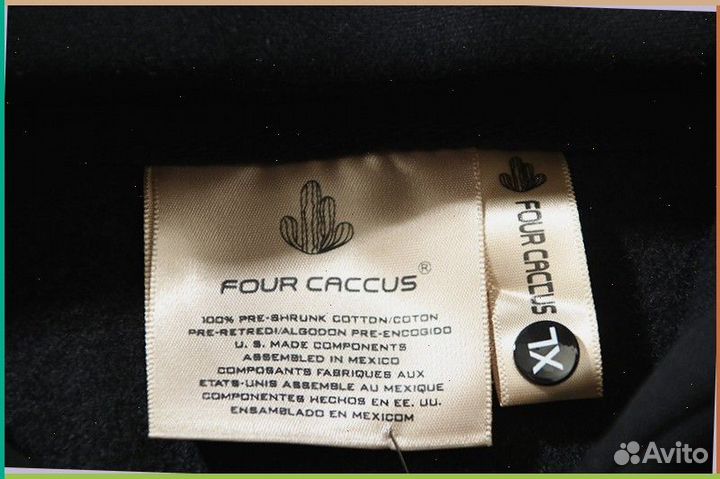 FOUR CACCUS®
100% PRE-SHRUNK COTTON/COTON
PRE-RETREDI/ALGODON PRE-ENCOGIDO
U. S. MADE COMPONENTS
ASSEMBLED IN MEXICO
COMPOSANTS FABRIQUES AUX
ETATS-UNIS ASSEMBLE AU MEXIQUE
COMPONENTES HECHOS EN EE. UU.
ENSAMBLADO EN MEXICOM
FOUR CACCUS
XL
Avito